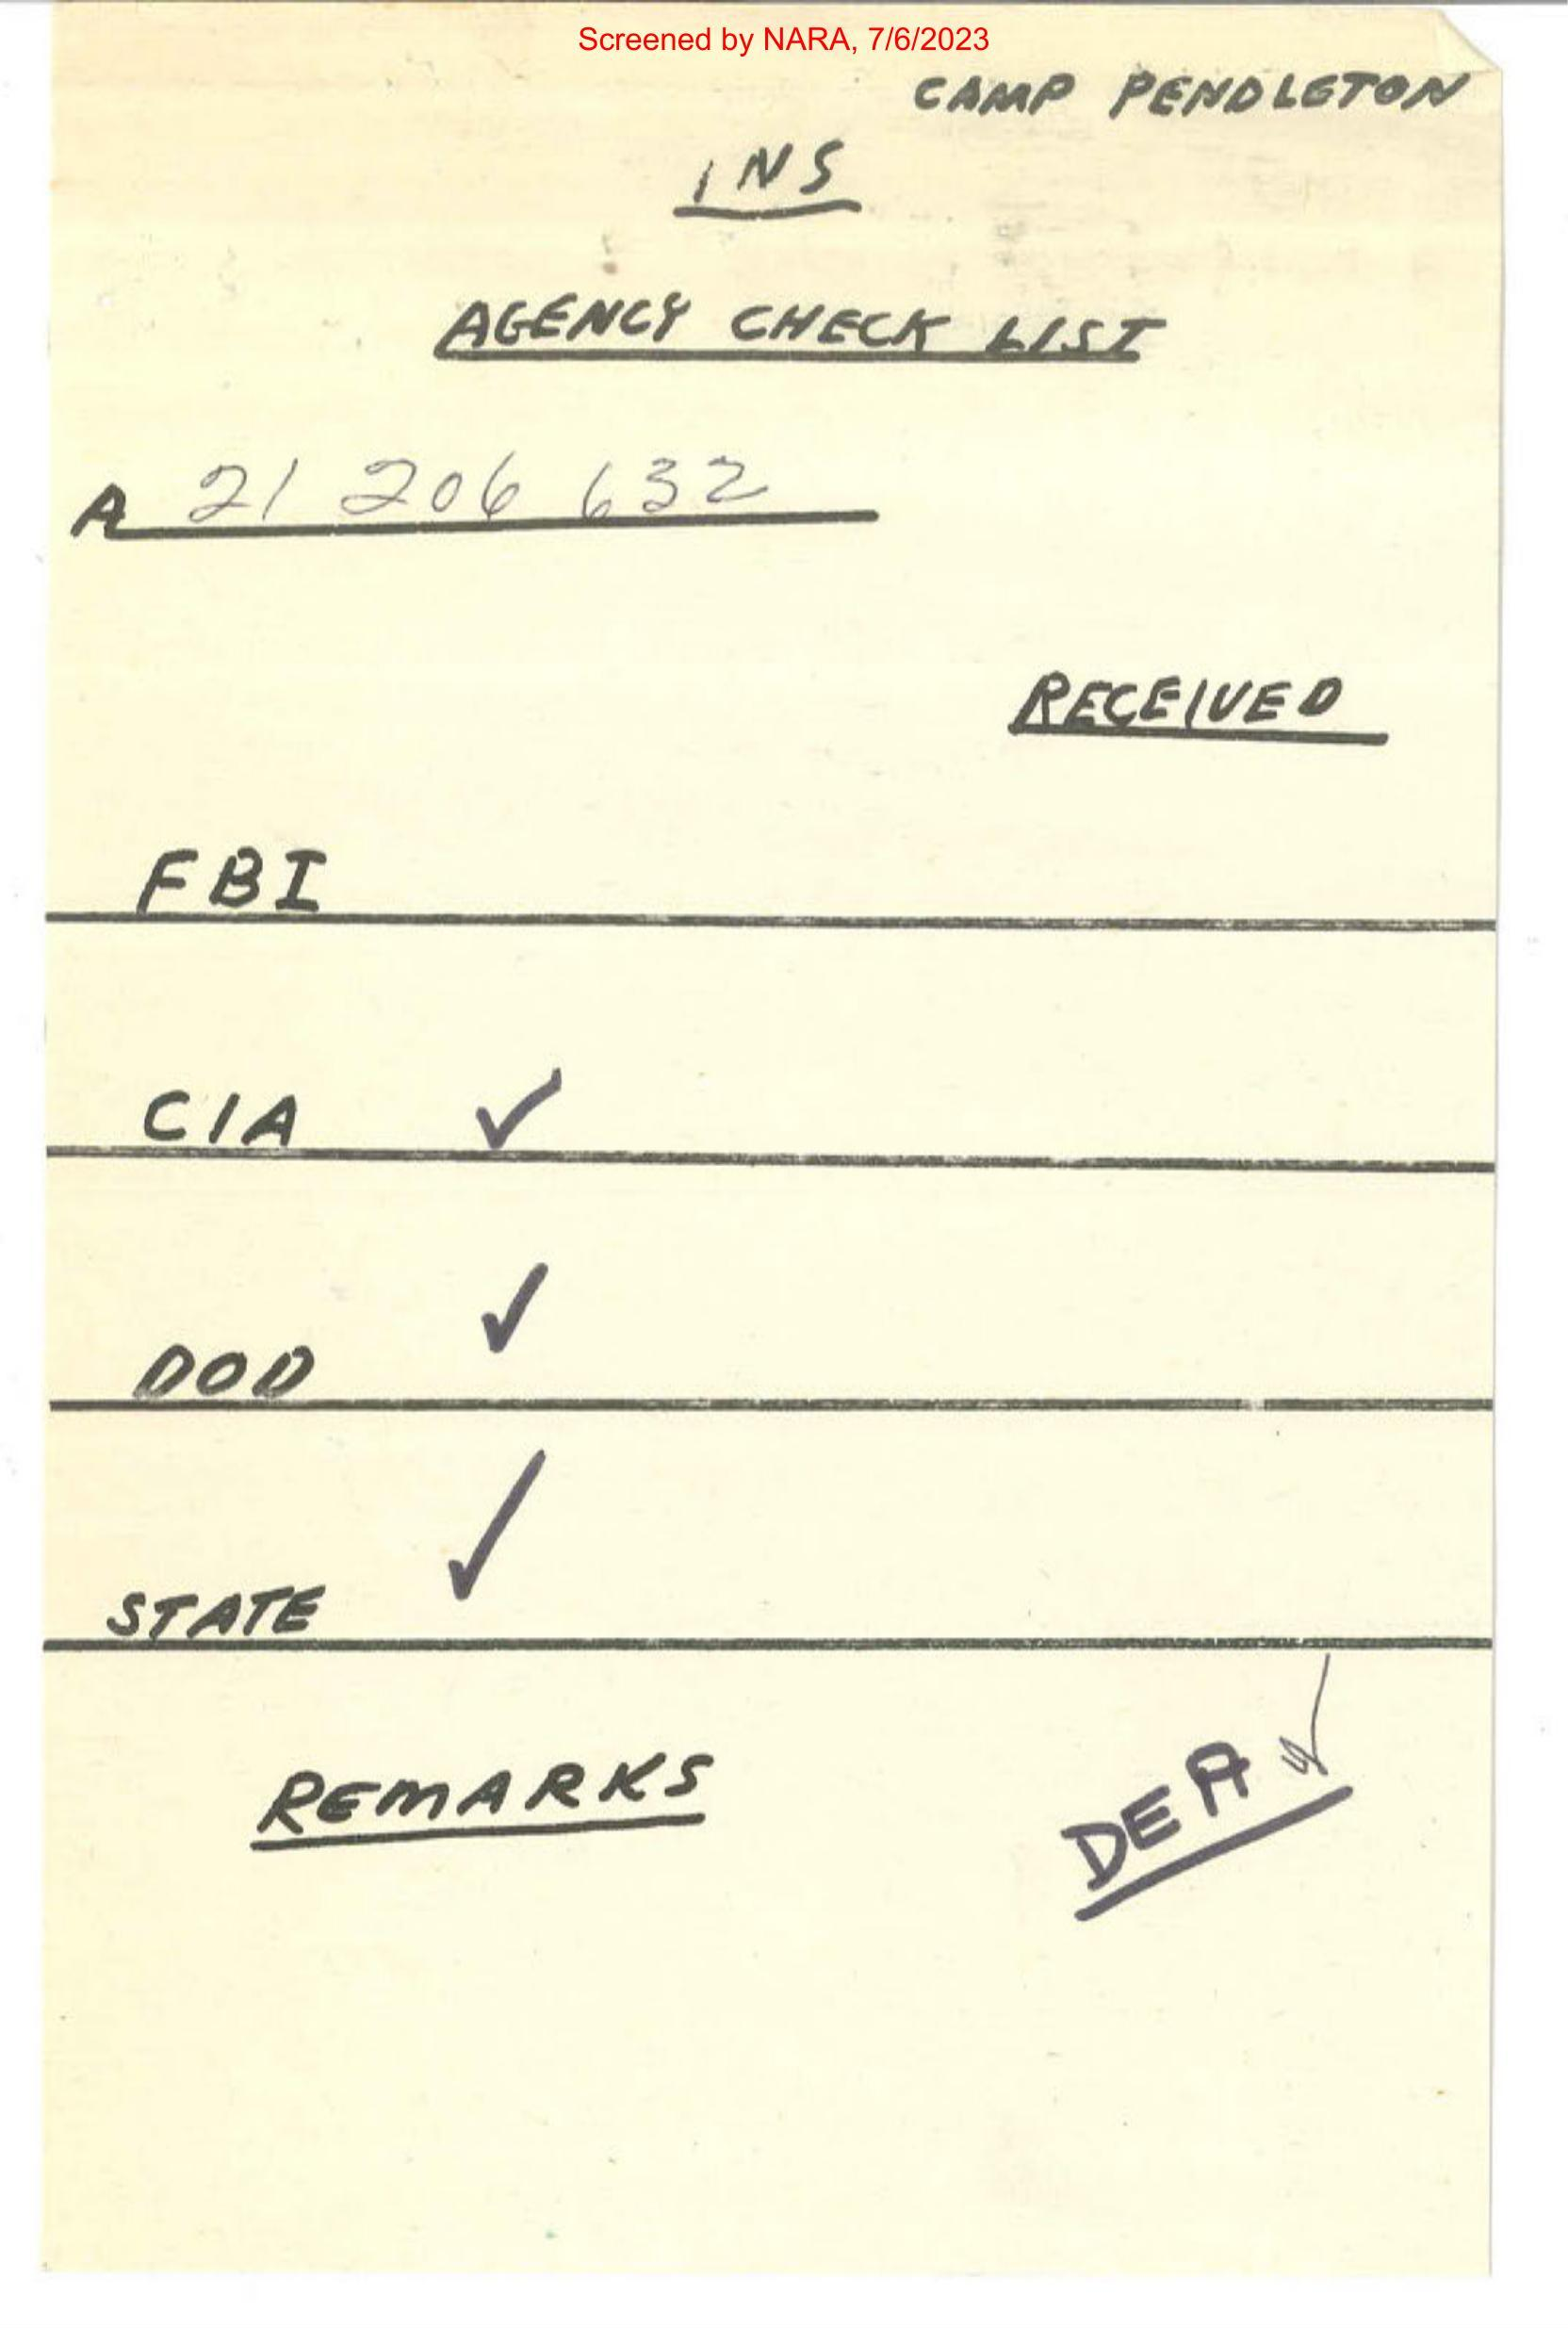 Screened by NARA, 7/6/2023
CAMP PENDLETON
INS
AGENCY CHECK LIST
A 21 206 632
RECEIVED
FBI
CIA ✓
DOD ✓
STATE ✓
REMARKS
DEA ✓